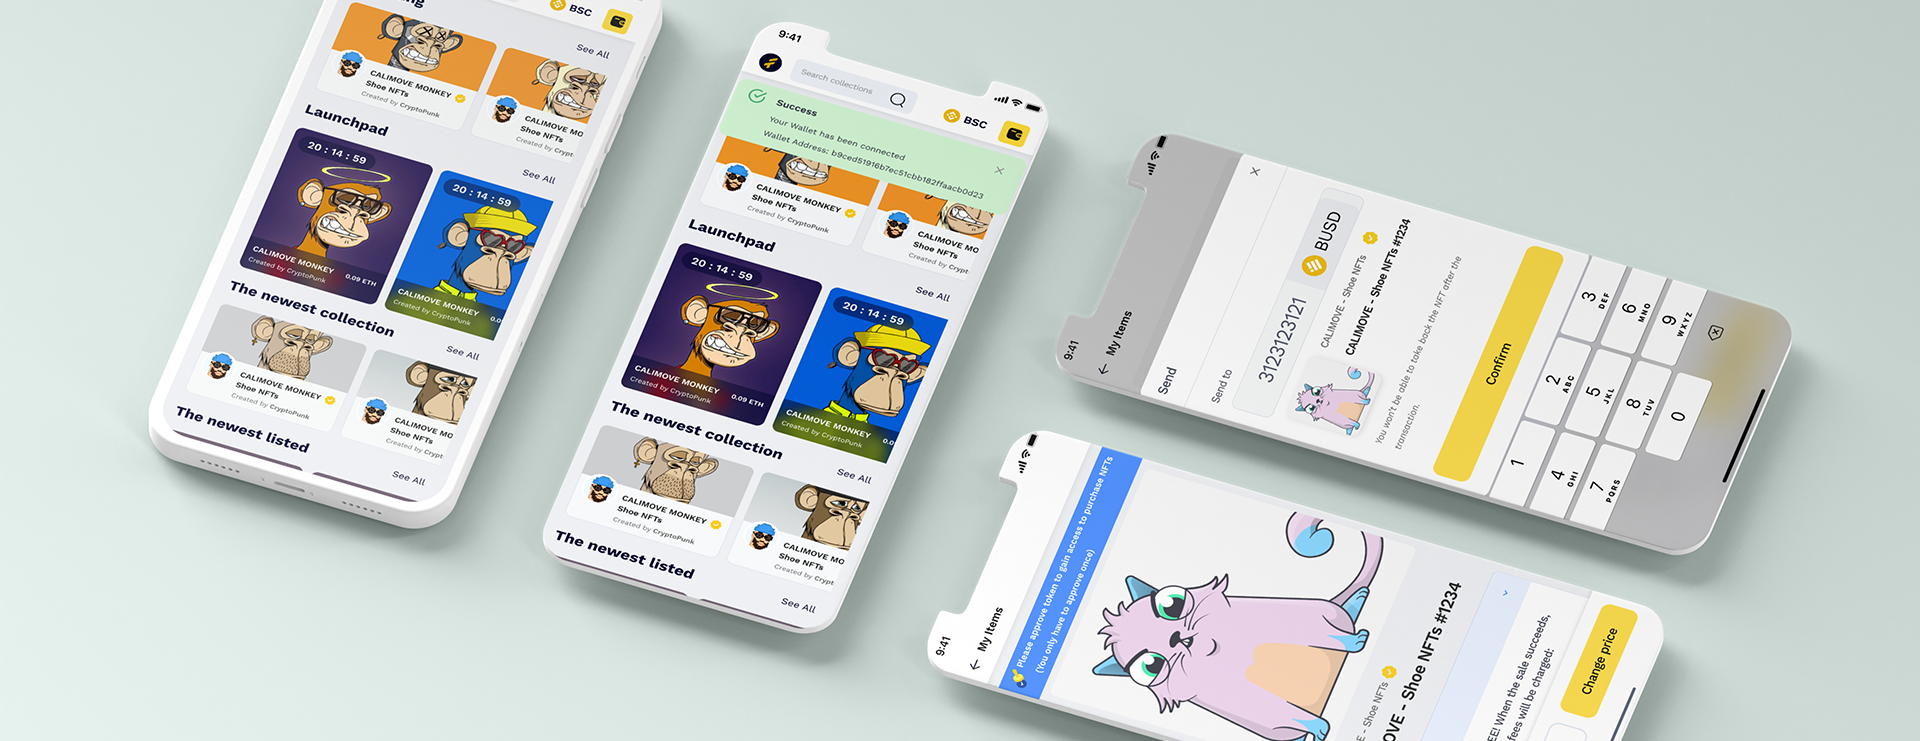 BSC
See All
CALIMOVE MONKEY
Shoe NFTs
Created by CryptoPunk
CALIMOVE MO
Shoe NFTs
Created by Crypt
Launchpad
See All
20 : 14 : 59
CALIMOVE MONKEY
Created by CryptoPunk
0.09 ETH
20 : 14 : 59
CALIMOVE MONKEY
Created by CryptoPunk
0.0
The newest collection
See All
CALIMOVE MONKEY
Shoe NFTs
Created by CryptoPunk
CALIMOVE MO
Shoe NFTs
Created by Crypt
The newest listed
See All
9:41
Search collections
BSC
Success
Your Wallet has been connected
Wallet Address: b9ced51916b7ec51cbb182ffaacb0d23
CALIMOVE MONKEY
Shoe NFTs
Created by CryptoPunk
CALIMOVE MO
Shoe NFTs
Created by Crypt
Launchpad
See All
20 : 14 : 59
CALIMOVE MONKEY
Created by CryptoPunk
0.09 ETH
20 : 14 : 59
CALIMOVE MONKEY
Created by CryptoPunk
0.0
The newest collection
See All
CALIMOVE MONKEY
Shoe NFTs
Created by CryptoPunk
CALIMOVE MO
Shoe NFTs
Created by Crypt
The newest listed
See All
9:41
My Items
Send
Send to
3123123121
BUSD
CALIMOVE - Shoe NFTs
CALIMOVE - Shoe NFTs #1234
You won't be able to take back the NFT after the
transaction.
Confirm
1
2 ABC
3 DEF
4 GHI
5 JKL
6 MNO
7 PQRS
8 TUV
9 WXYZ
0
9:41
My Items
Please approve token to gain access to purchase NFTs
(You only have to approve once)
Shoe NFTs
OVE - Shoe NFTs #1234
EE! When the sale succeeds,
fees will be charged:
Change price